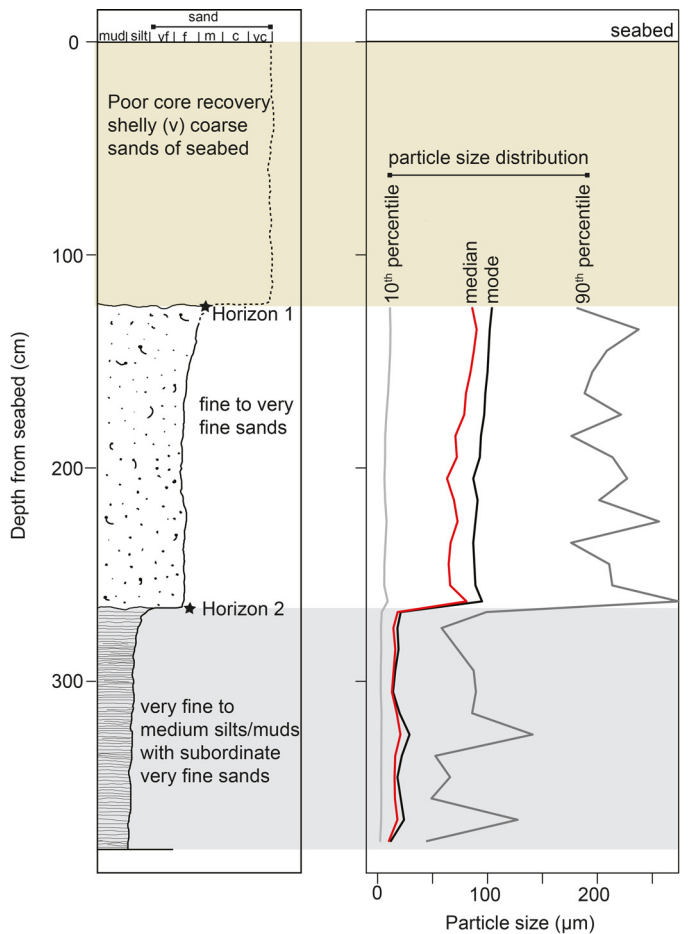 sand
mud silt vf f m c vc
seabed
0
Poor core recovery
shelly (v) coarse
sands of seabed
particle size distribution
10th percentile
median
mode
90th percentile
100
Horizon 1
Depth from seabed (cm)
fine to very
fine sands
200
Horizon 2
300
very fine to
medium silts/muds
with subordinate
very fine sands
0 100 200
Particle size (µm)